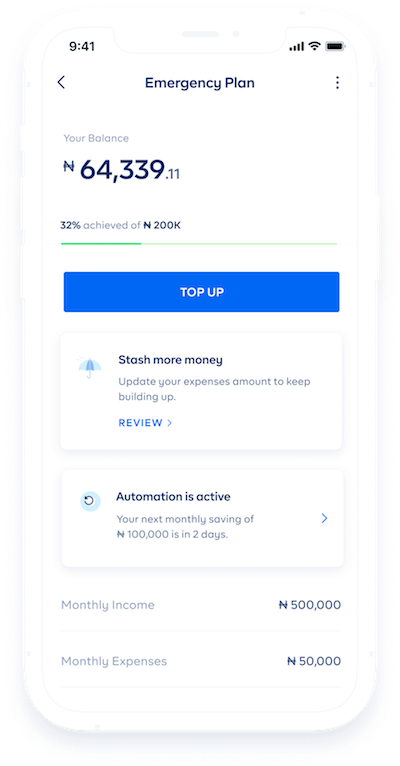 9:41
Emergency Plan
Your Balance
₦ 64,339.11
32% achieved of ₦ 200K
TOP UP
Stash more money
Update your expenses amount to keep
building up.
REVIEW >
Automation is active
Your next monthly saving of
₦ 100,000 is in 2 days.
Monthly Income ₦ 500,000
Monthly Expenses ₦ 50,000